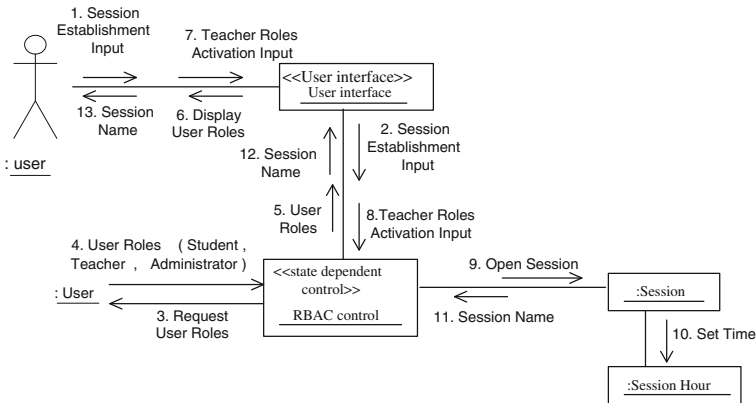 1. Session
Establishment
Input
7. Teacher Roles
Activation Input
13. Session
Name
6. Display
User Roles
<<User interface>>
User interface
: user
2. Session
Establishment
Input
12. Session
Name
5. User
Roles
8.Teacher Roles
Activation Input
4. User Roles ( Student ,
Teacher , Administrator )
: User
3. Request
User Roles
<<state dependent
control>>
RBAC control
9. Open Session
11. Session Name
:Session
10. Set Time
:Session Hour